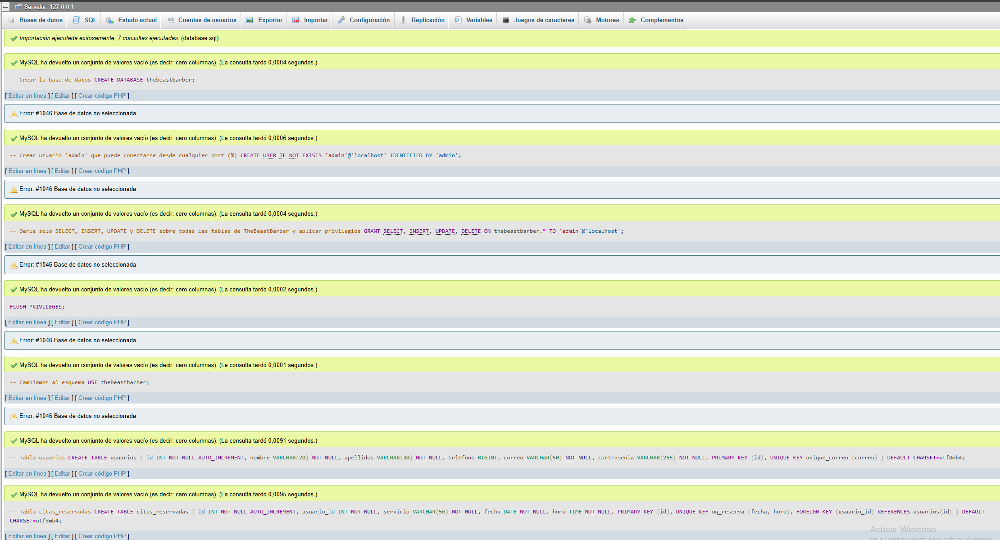 Servidor: 127.0.0.1
Bases de datos SQL Estado actual Cuentas de usuarios Exportar Importar Configuración Replicación Variables Juegos de caracteres Motores Complementos
Importación ejecutada exitosamente, 7 consultas ejecutadas. (database.sql)
MySQL ha devuelto un conjunto de valores vacío (es decir: cero columnas). (La consulta tardó 0,0004 segundos.)
-- Crear la base de datos CREATE DATABASE thebeastbarber;
[ Editar en línea ] [ Editar ] [ Crear código PHP ]
Error: #1046 Base de datos no seleccionada
MySQL ha devuelto un conjunto de valores vacío (es decir: cero columnas). (La consulta tardó 0,0006 segundos.)
-- Crear usuario 'admin' que puede conectarse desde cualquier host (%) CREATE USER IF NOT EXISTS 'admin'@'localhost' IDENTIFIED BY 'admin';
[ Editar en línea ] [ Editar ] [ Crear código PHP ]
Error: #1046 Base de datos no seleccionada
MySQL ha devuelto un conjunto de valores vacío (es decir: cero columnas). (La consulta tardó 0,0004 segundos.)
-- Darle solo SELECT, INSERT, UPDATE y DELETE sobre todas las tablas de TheBeastBarber y aplicar privilegios GRANT SELECT, INSERT, UPDATE, DELETE ON thebeastbarber.* TO 'admin'@'localhost';
[ Editar en línea ] [ Editar ] [ Crear código PHP ]
Error: #1046 Base de datos no seleccionada
MySQL ha devuelto un conjunto de valores vacío (es decir: cero columnas). (La consulta tardó 0,0002 segundos.)
FLUSH PRIVILEGES;
[ Editar en línea ] [ Editar ] [ Crear código PHP ]
Error: #1046 Base de datos no seleccionada
MySQL ha devuelto un conjunto de valores vacío (es decir: cero columnas). (La consulta tardó 0,0001 segundos.)
-- Cambiamos al esquema USE thebeastbarber;
[ Editar en línea ] [ Editar ] [ Crear código PHP ]
Error: #1046 Base de datos no seleccionada
MySQL ha devuelto un conjunto de valores vacío (es decir: cero columnas). (La consulta tardó 0,0091 segundos.)
-- Tabla usuarios CREATE TABLE usuarios ( id INT NOT NULL AUTO_INCREMENT, nombre VARCHAR(20) NOT NULL, apellidos VARCHAR(30) NOT NULL, telefono BIGINT, correo VARCHAR(50) NOT NULL, contrasenia VARCHAR(255) NOT NULL, PRIMARY KEY (id), UNIQUE KEY unique_correo (correo) ) DEFAULT CHARSET=utf8mb4;
[ Editar en línea ] [ Editar ] [ Crear código PHP ]
MySQL ha devuelto un conjunto de valores vacío (es decir: cero columnas). (La consulta tardó 0,0095 segundos.)
-- Tabla citas_reservadas CREATE TABLE citas_reservadas ( id INT NOT NULL AUTO_INCREMENT, usuario_id INT NOT NULL, servicio VARCHAR(50) NOT NULL, fecha DATE NOT NULL, hora TIME NOT NULL, PRIMARY KEY (id), UNIQUE KEY uq_reserva (fecha, hora), FOREIGN KEY (usuario_id) REFERENCES usuarios(id) ) DEFAULT
CHARSET=utf8mb4;
[ Editar en línea ] [ Editar ] [ Crear código PHP ]
Activar Windows
Ve a Configuración para activar Windows.